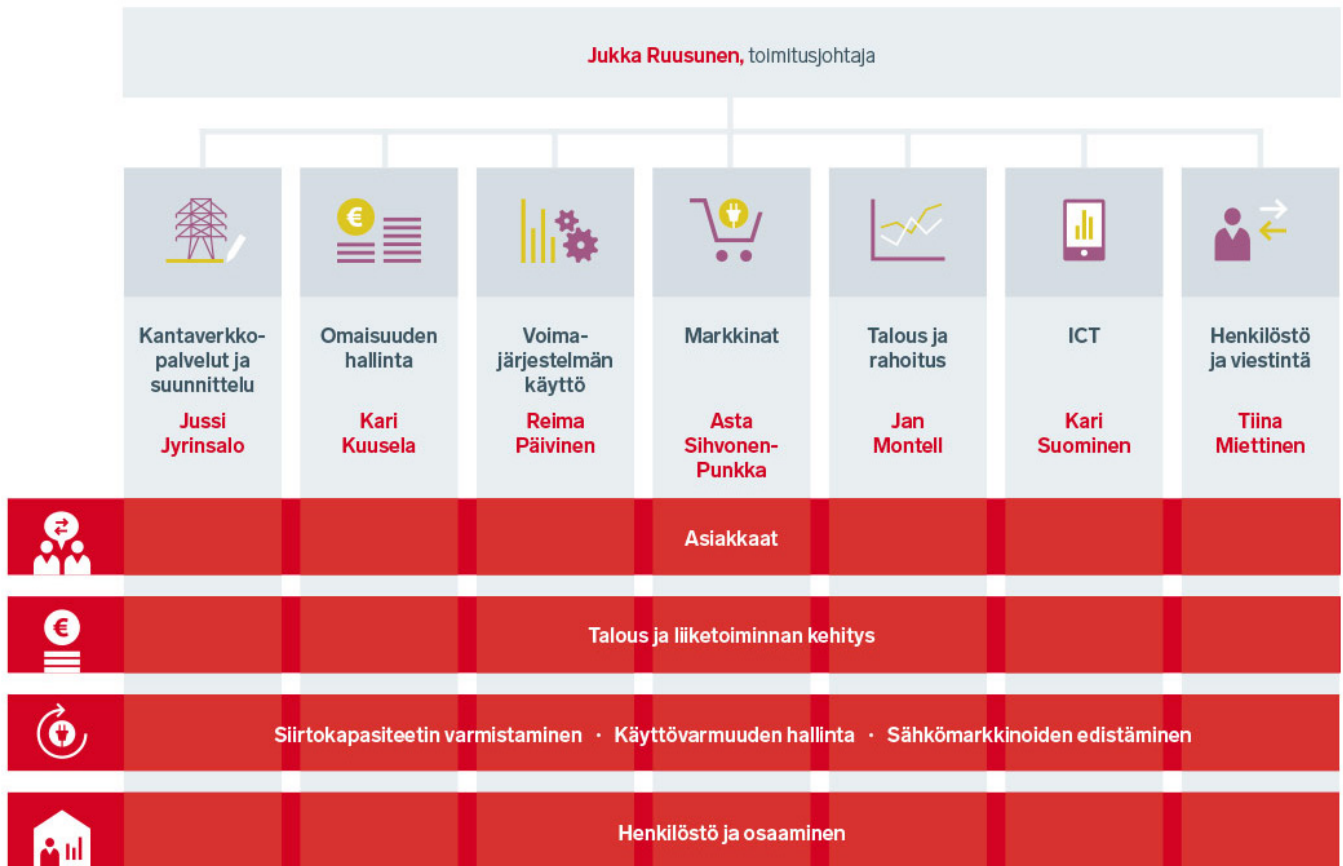 Jukka Ruusunen, toimitusjohtaja
Kantaverkko-
palvelut ja
suunnittelu
Jussi
Jyrinsalo
Omaisuuden
hallinta
Kari
Kuusela
Voima-
järjestelmän
käyttö
Reima
Päivinen
Markkinat
Asta
Sihvonen-
Punkka
Talous ja
rahoitus
Jan
Montell
ICT
Kari
Suominen
Henkilöstö
ja viestintä
Tiina
Miettinen
Asiakkaat
€
Talous ja liiketoiminnan kehitys
Siirtokapasiteetin varmistaminen · Käyttövarmuuden hallinta · Sähkömarkkinoiden edistäminen
Henkilöstö ja osaaminen